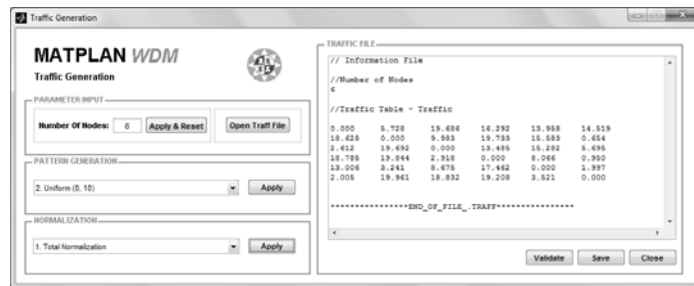 Traffic Generation
MATPLAN WDM
Traffic Generation
PARAMETER INPUT
Number Of Nodes: 6 Apply & Reset Open Traff File
PATTERN GENERATION
2. Uniform (0, 10) Apply
NORMALIZATION
1. Total Normalization Apply
TRAFFIC FILE
// Information File
//Number of Nodes
6
//Traffic Table - Traffic
0.000 5.728 19.686 16.292 13.958 14.519
18.628 0.000 9.983 19.733 15.583 0.654
2.612 19.692 0.000 13.485 15.282 5.695
18.785 19.844 2.918 0.000 8.066 0.950
13.006 3.241 8.675 17.462 0.000 1.997
2.005 19.961 18.832 19.208 3.521 0.000
****************END_OF_FILE_.TRAFF****************
Validate Save Close